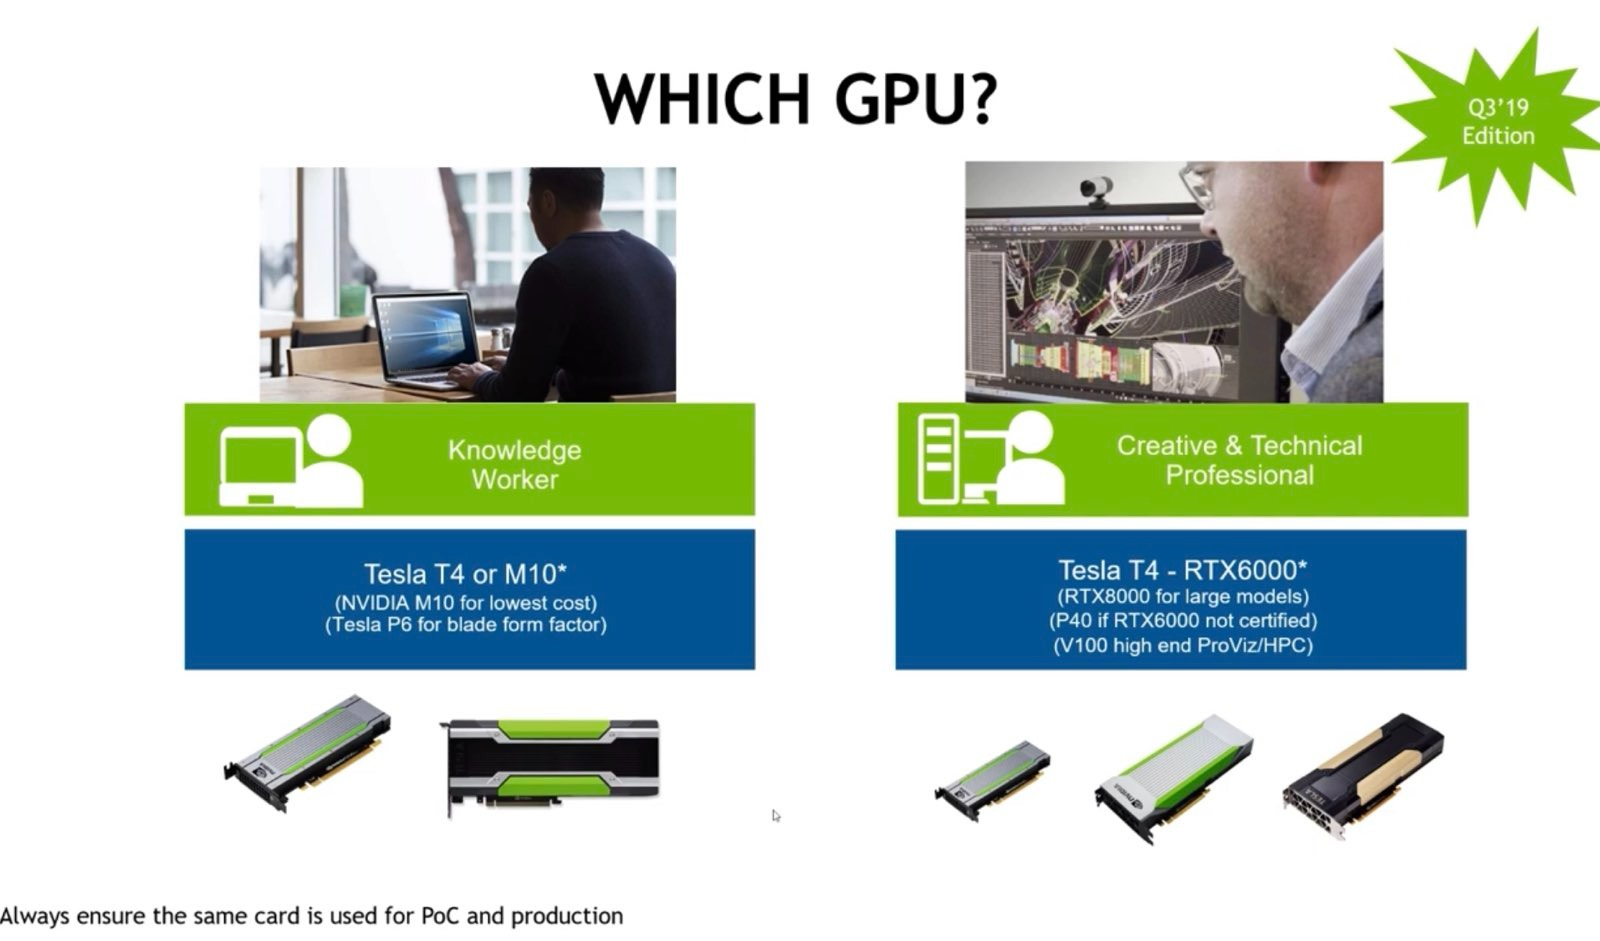 WHICH GPU?
Q3’19
Edition
Knowledge
Worker
Creative & Technical
Professional
Tesla T4 or M10*
(NVIDIA M10 for lowest cost)
(Tesla P6 for blade form factor)
Tesla T4 - RTX6000*
(RTX8000 for large models)
(P40 if RTX6000 not certified)
(V100 high end ProViz/HPC)
NVIDIA
TESLA
Always ensure the same card is used for PoC and production